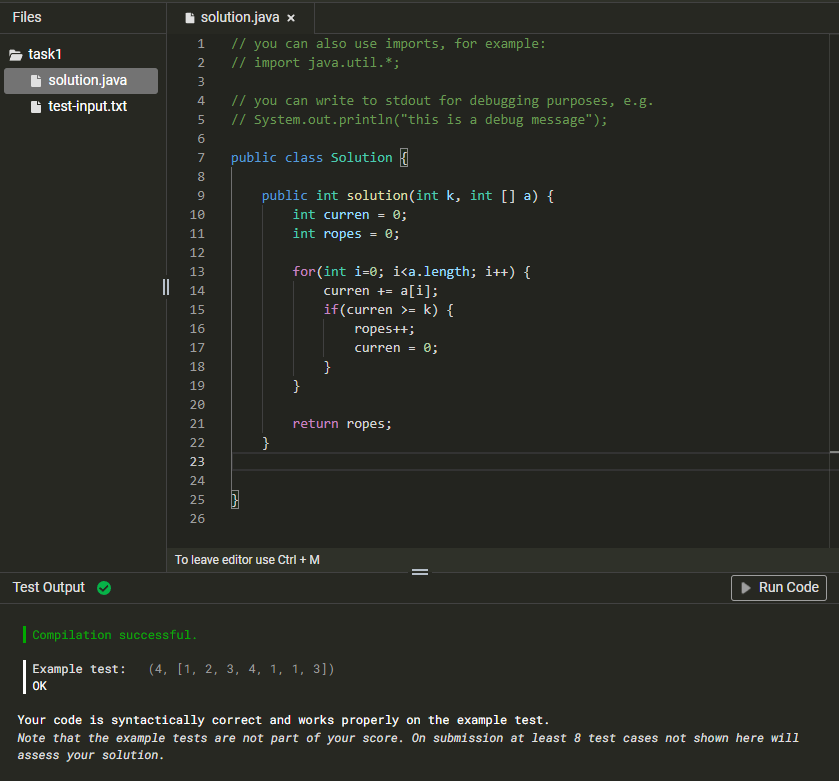 Files
task1
solution.java
test-input.txt
solution.java ×
1 // you can also use imports, for example:
2 // import java.util.*;
3
4 // you can write to stdout for debugging purposes, e.g.
5 // System.out.println("this is a debug message");
6
7 public class Solution {
8
9     public int solution(int k, int [] a) {
10         int curren = 0;
11         int ropes = 0;
12
13         for(int i=0; i<a.length; i++) {
14             curren += a[i];
15             if(curren >= k) {
16                 ropes++;
17                 curren = 0;
18             }
19         }
20
21         return ropes;
22     }
23
24
25 }
26
To leave editor use Ctrl + M
Test Output
Run Code
Compilation successful.
Example test:   (4, [1, 2, 3, 4, 1, 1, 3])
OK
Your code is syntactically correct and works properly on the example test.
Note that the example tests are not part of your score. On submission at least 8 test cases not shown here will
assess your solution.